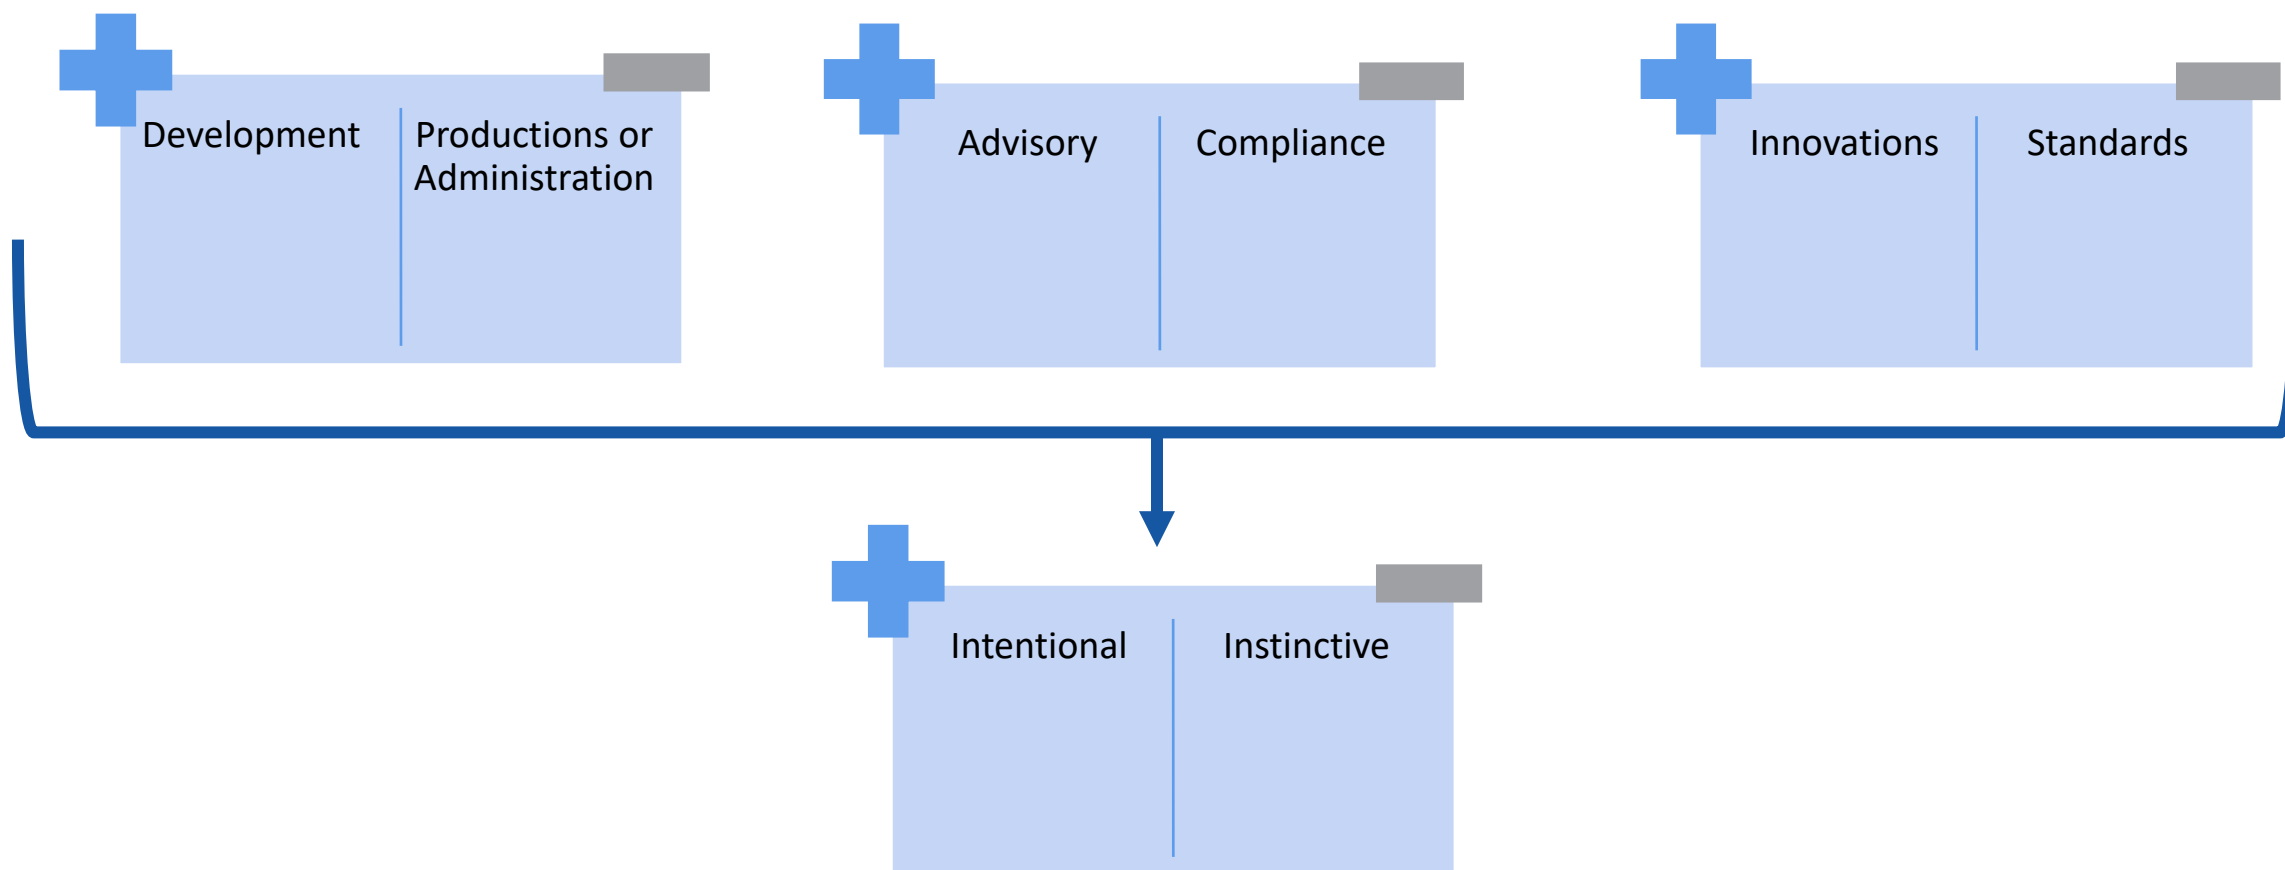 Development
Productions or
Administration
Advisory
Compliance
Innovations
Standards
Intentional
Instinctive